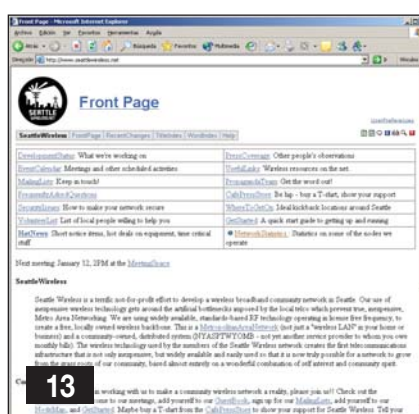 Front Page - Microsoft Internet Explorer
Archivo Edición Ver Favoritos Herramientas Ayuda
Atrás Búsqueda Favoritos Multimedia
Dirección http://www.seattlewireless.net
SEATTLE WIRELESS
Front Page
UserPreferences
SeattleWireless FrontPage RecentChanges TitleIndex WordIndex Help
DevelopmentStatus: What we're working on
PressCoverage: Other people's observations
EventCalendar: Meetings and other scheduled activities
UsefulLinks: Wireless resources on the net.
MailingLists: Keep in touch!
PropagandaTeam: Get the word out!
FrequentlyAskedQuestions
CafePressStore: Be hip - buy a T-shirt, show your support
SecurityIssues: How to make your network secure
WhereToGetOn: Ideal kickback locations around Seattle
VolunteerList: List of local people willing to help you
GetStarted: A quick start guide to getting up and running
HotNews: Short notice items, hot deals on equipment, time critical
stuff
NetworkStatistics: Statistics on some of the nodes we
operate
Next meeting January 12, 2PM at the MeetingSpace
SeattleWireless
Seattle Wireless is a terrific not-for-profit effort to develop a wireless broadband community network in Seattle. Our use of
inexpensive wireless technology gets around the artificial bottlenecks imposed by the local telcos which prevent true, inexpensive,
Metro Area Networking. We are using widely available, standards-based RF technology operating in license free frequency, to
create a free, locally owned wireless backbone. This is a MetropolitanAreaNetwork (not just a "wireless LAN" in your home or
business) and a community-owned, distributed system (NYASPTWYOMB - not yet another service provider to whom you owe
monthly bills). The wireless technology used by the members of the Seattle Wireless network creates the first telecommunications
infrastructure that is not only inexpensive, but widely available and easily used so that it is now truly possible for a network to grow
from the grass roots of our community, based almost entirely on a wonderful combination of self interest and community spirit.
in working with us to make a community wireless network a reality, please join us!! Check out the
come to our meetings, add yourself to our GuestBook, sign up for our MailingLists, add yourself to our
NodeMap, and GetStarted. Maybe buy a T-shirt from the CafePressStore to show your support for Seattle Wireless. Tell your
13